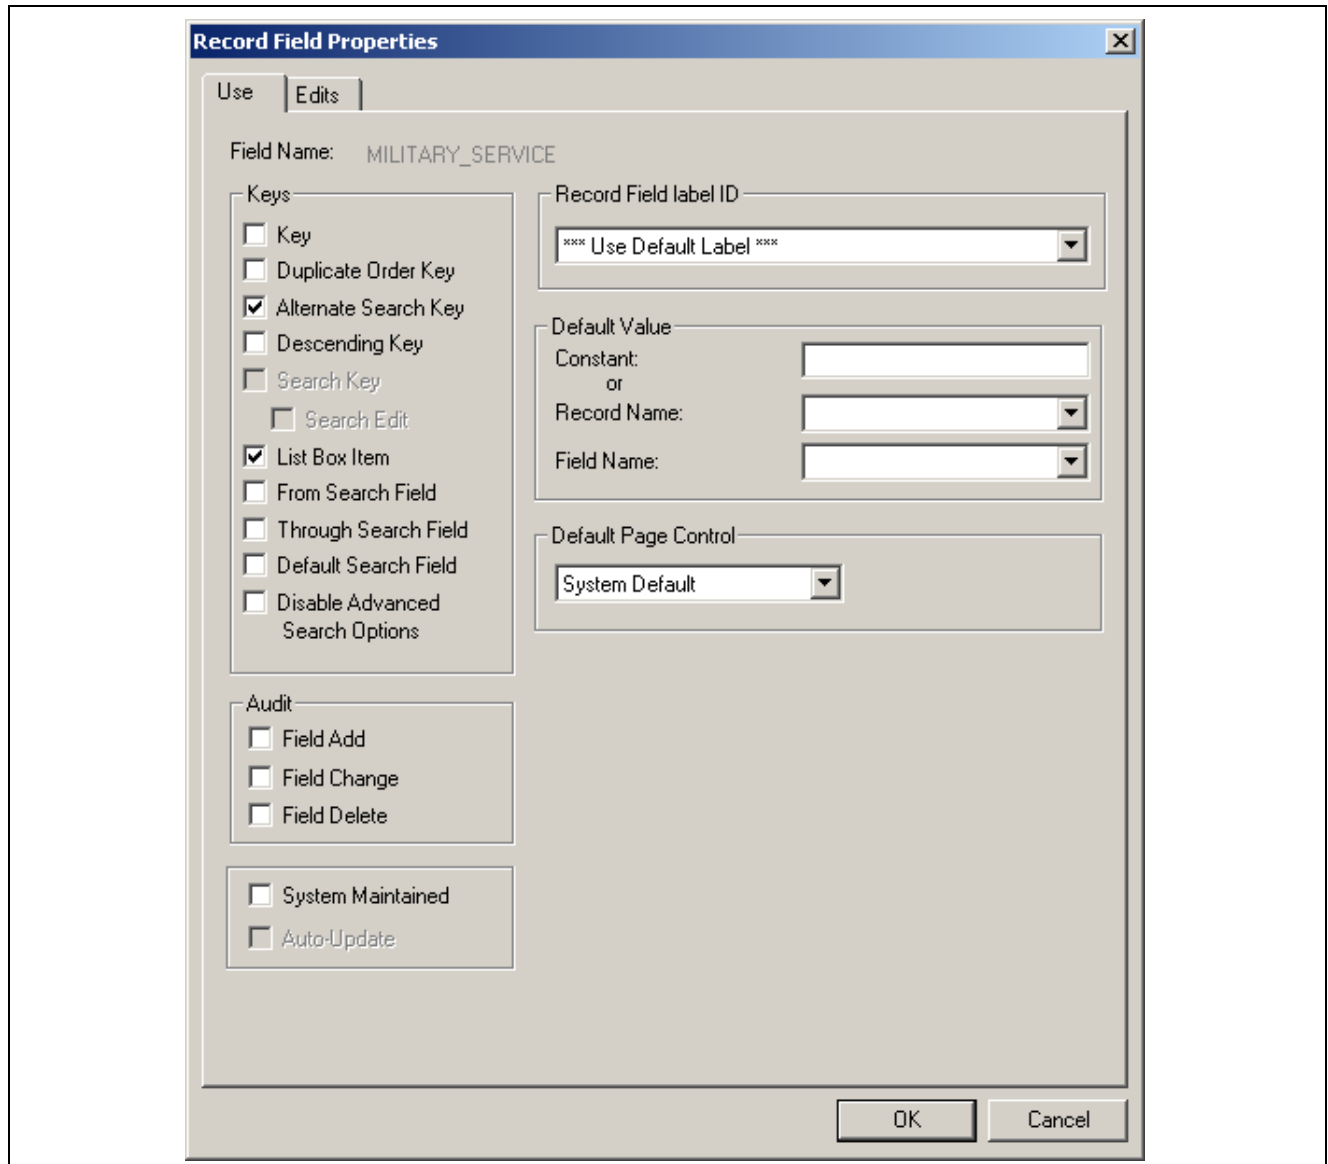 Record Field Properties
Use
Edits
Field Name: MILITARY_SERVICE
Keys
Key
Duplicate Order Key
Alternate Search Key
Descending Key
Search Key
Search Edit
List Box Item
From Search Field
Through Search Field
Default Search Field
Disable Advanced
Search Options
Record Field label ID
*** Use Default Label ***
Default Value
Constant:
or
Record Name:
Field Name:
Default Page Control
System Default
Audit
Field Add
Field Change
Field Delete
System Maintained
Auto-Update
OK
Cancel